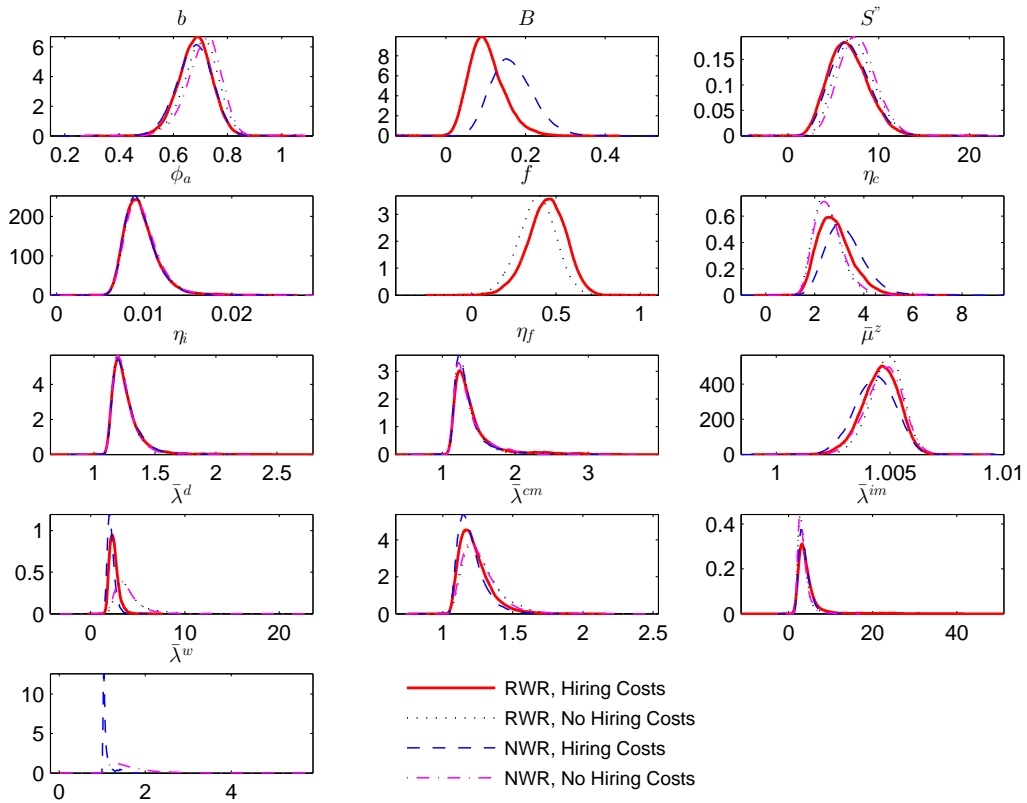 b B S”
6 4 2 0
0.2 0.4 0.6 0.8 1
8 6 4 2 0
0 0.2 0.4
0.15 0.1 0.05 0
0 10 20
ϕ_a f η_c
200 100 0
0 0.01 0.02
3 2 1 0
0 0.5 1
0.6 0.4 0.2 0
0 2 4 6 8
η_i η_f μ̄^z
4 2 0
1 1.5 2 2.5
3 2 1 0
1 2 3
400 200 0
1 1.005 1.01
λ̄^d λ̄^cm λ̄^im
1 0.5 0
0 10 20
4 2 0
1 1.5 2 2.5
0.4 0.2 0
0 20 40
λ̄^w
10 5 0
0 2 4
RWR, Hiring Costs
RWR, No Hiring Costs
NWR, Hiring Costs
NWR, No Hiring Costs